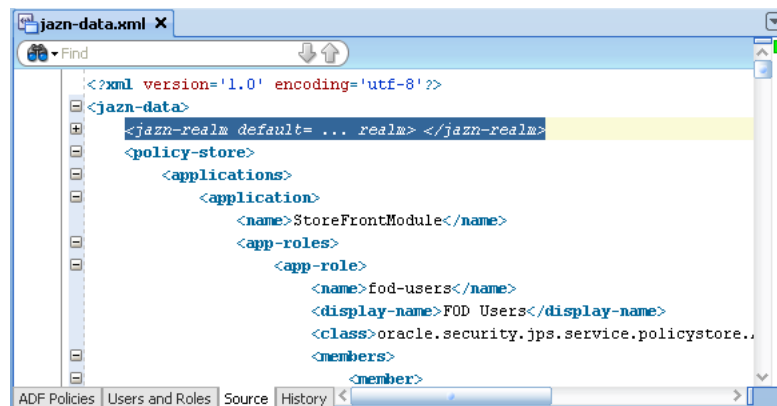 jazn-data.xml
Find
<?xml version='1.0' encoding='utf-8'?>
<jazn-data>
<jazn-realm default= ... realm> </jazn-realm>
<policy-store>
<applications>
<application>
<name>StoreFrontModule</name>
<app-roles>
<app-role>
<name>fod-users</name>
<display-name>FOD Users</display-name>
<class>oracle.security.jps.service.policystore.
<members>
<member>
ADF Policies Users and Roles Source History